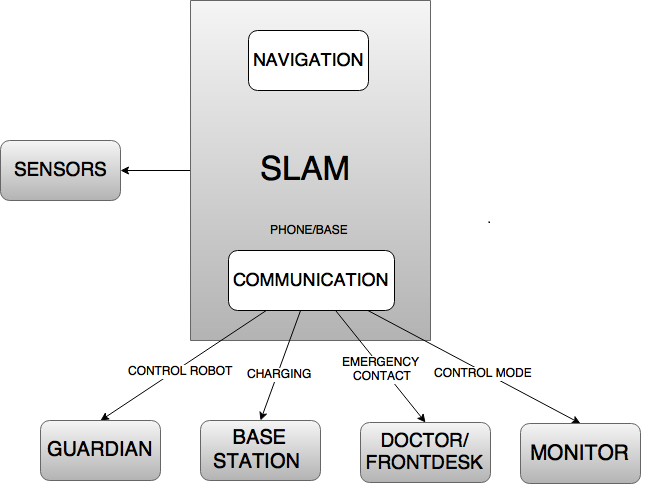 NAVIGATION
SLAM
SENSORS
PHONE/BASE
COMMUNICATION
CONTROL ROBOT
CHARGING
EMERGENCY
CONTACT
CONTROL MODE
GUARDIAN
BASE
STATION
DOCTOR/
FRONTDESK
MONITOR